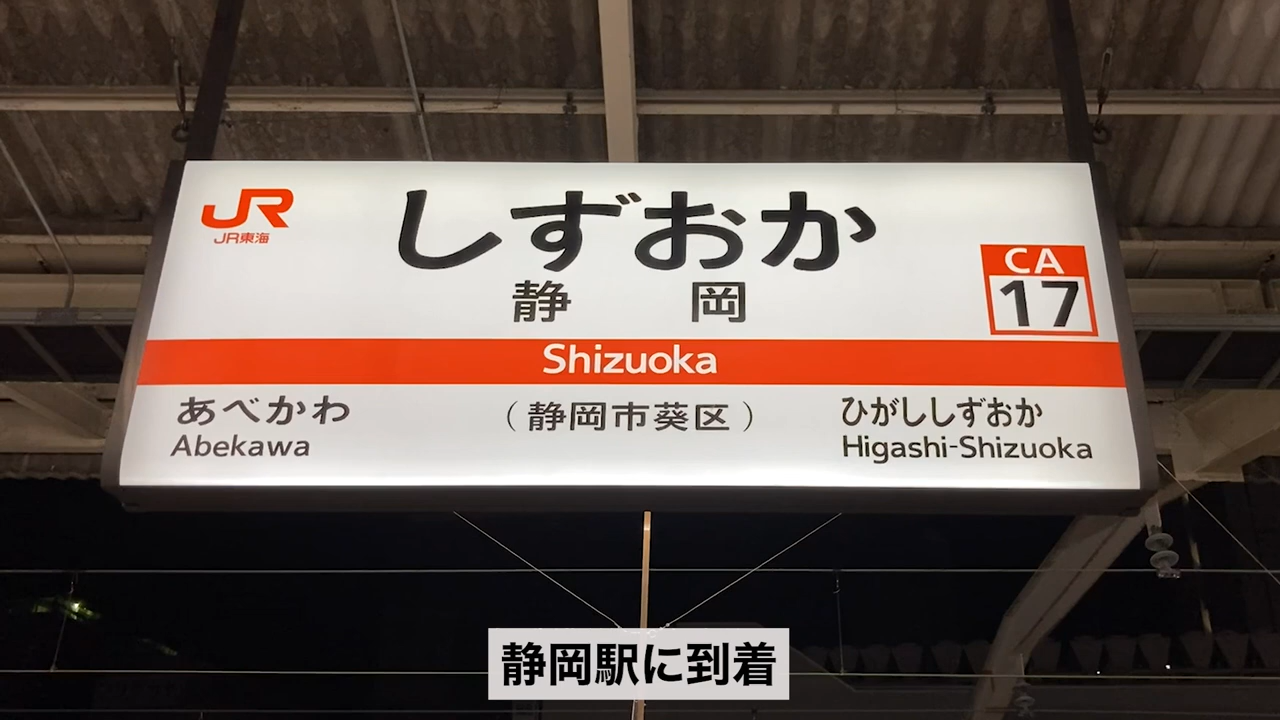 JR
JR東海
しずおか
静岡
CA
17
Shizuoka
あべかわ
Abekawa
（静岡市葵区）
ひがししずおか
Higashi-Shizuoka
静岡駅に到着